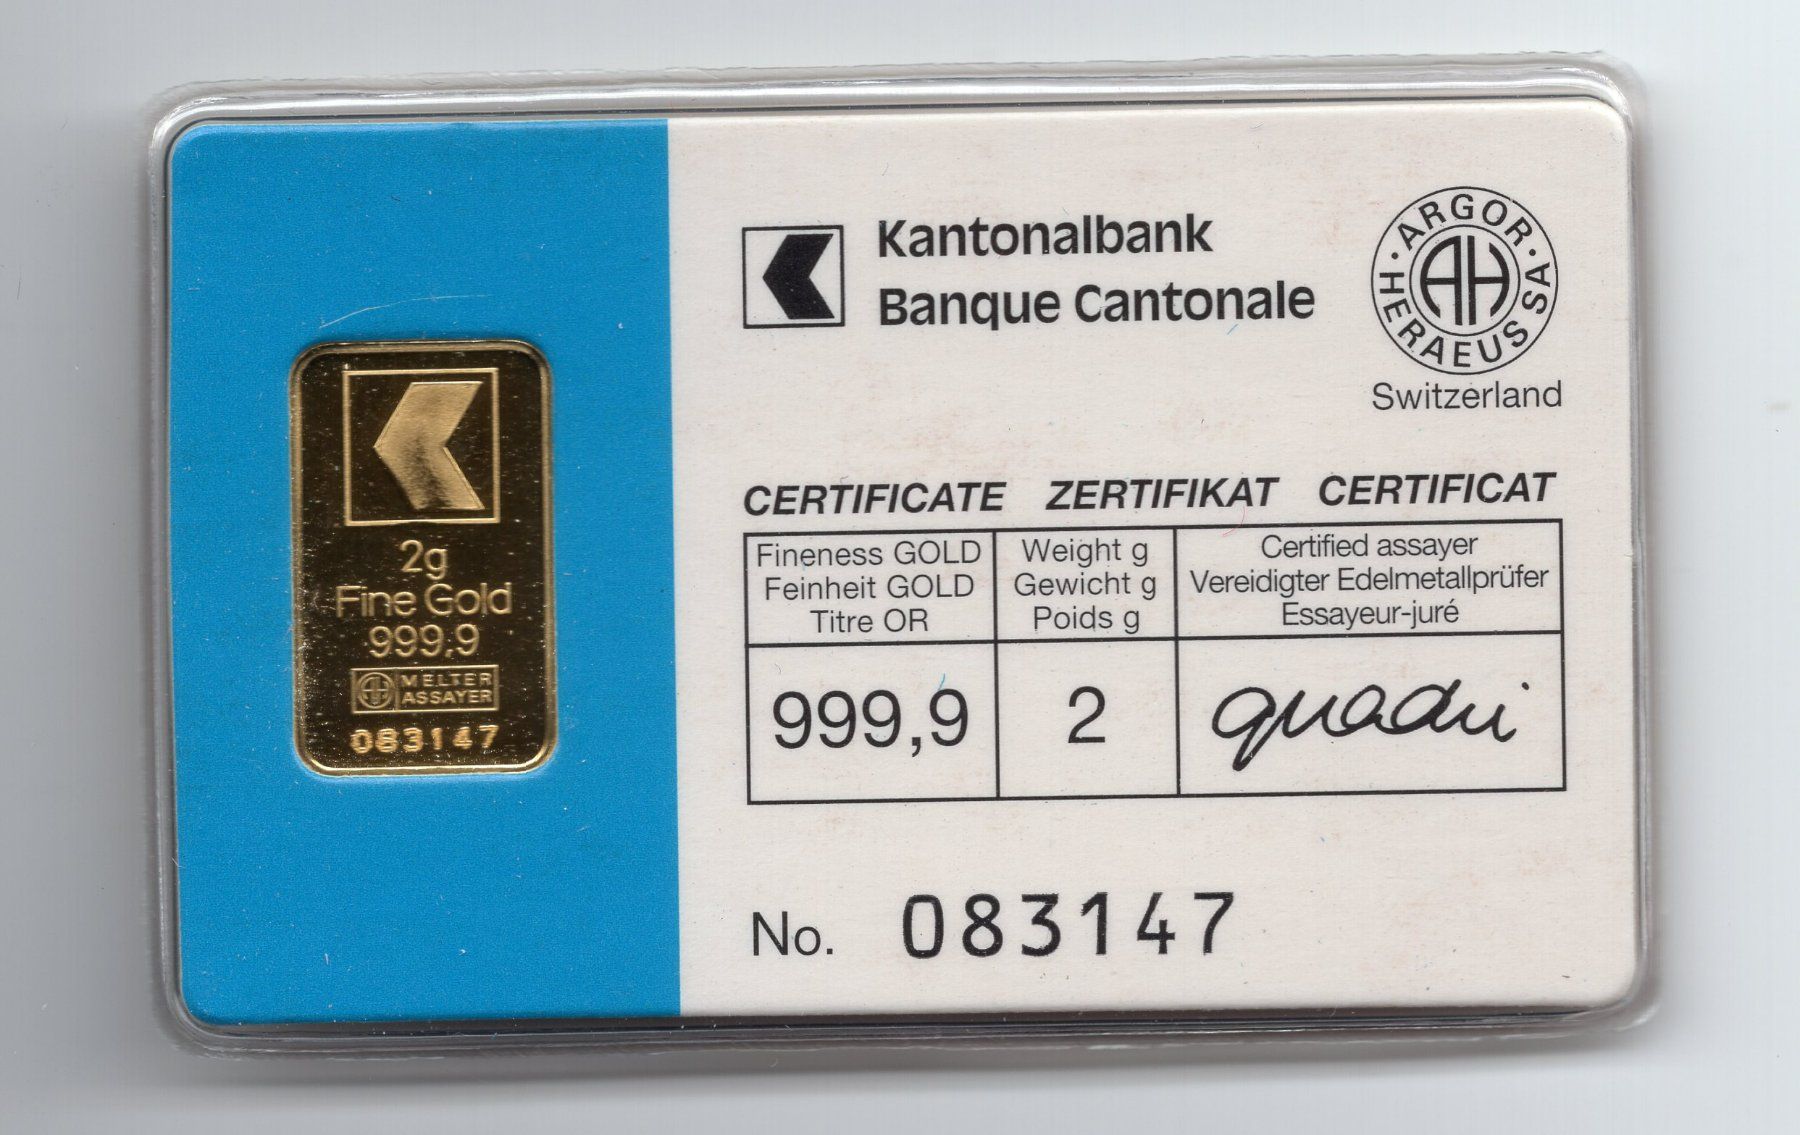 2g
Fine Gold
999,9
AH MELTER
ASSAYER
083147
Kantonalbank
Banque Cantonale
ARGOR·HERAEUS SA·
AH
Switzerland
CERTIFICATE ZERTIFIKAT CERTIFICAT
Fineness GOLD
Feinheit GOLD
Titre OR
Weight g
Gewicht g
Poids g
Certified assayer
Vereidigter Edelmetallprüfer
Essayeur-juré
999,9
2
quadri
No. 083147